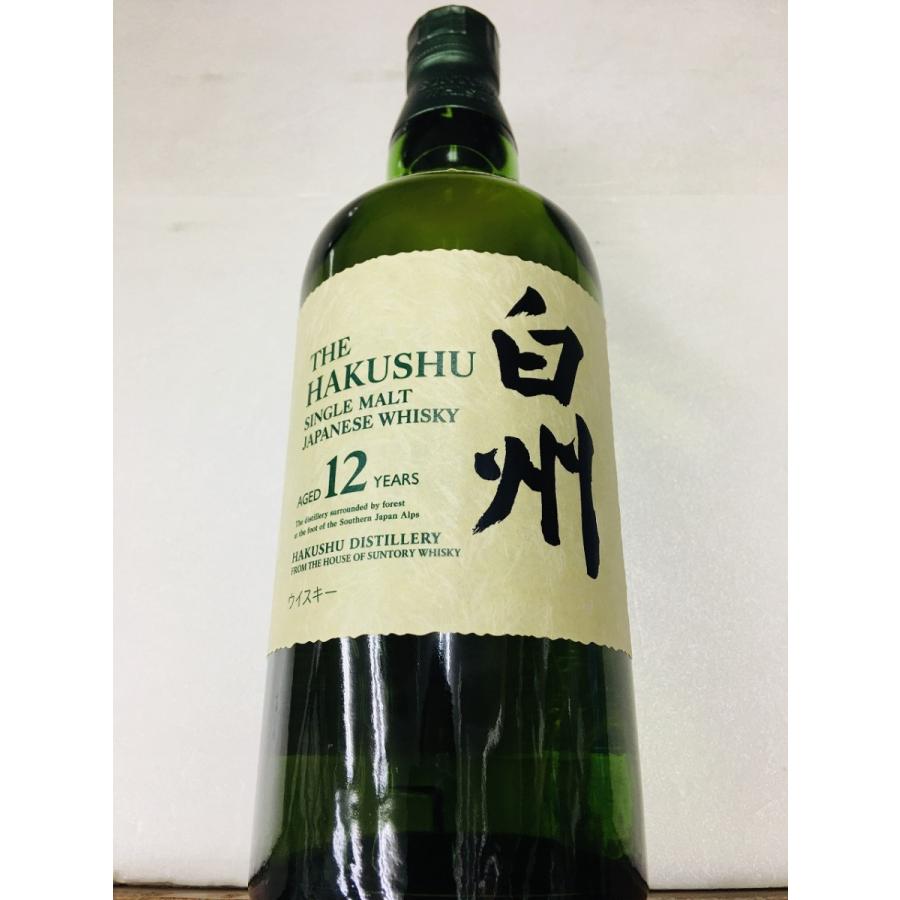 THE
HAKUSHU
SINGLE MALT
JAPANESE WHISKY
AGED 12 YEARS
The distillery surrounded by forest
at the foot of the Southern Japan Alps
HAKUSHU DISTILLERY
FROM THE HOUSE OF SUNTORY WHISKY
ウイスキー
白州